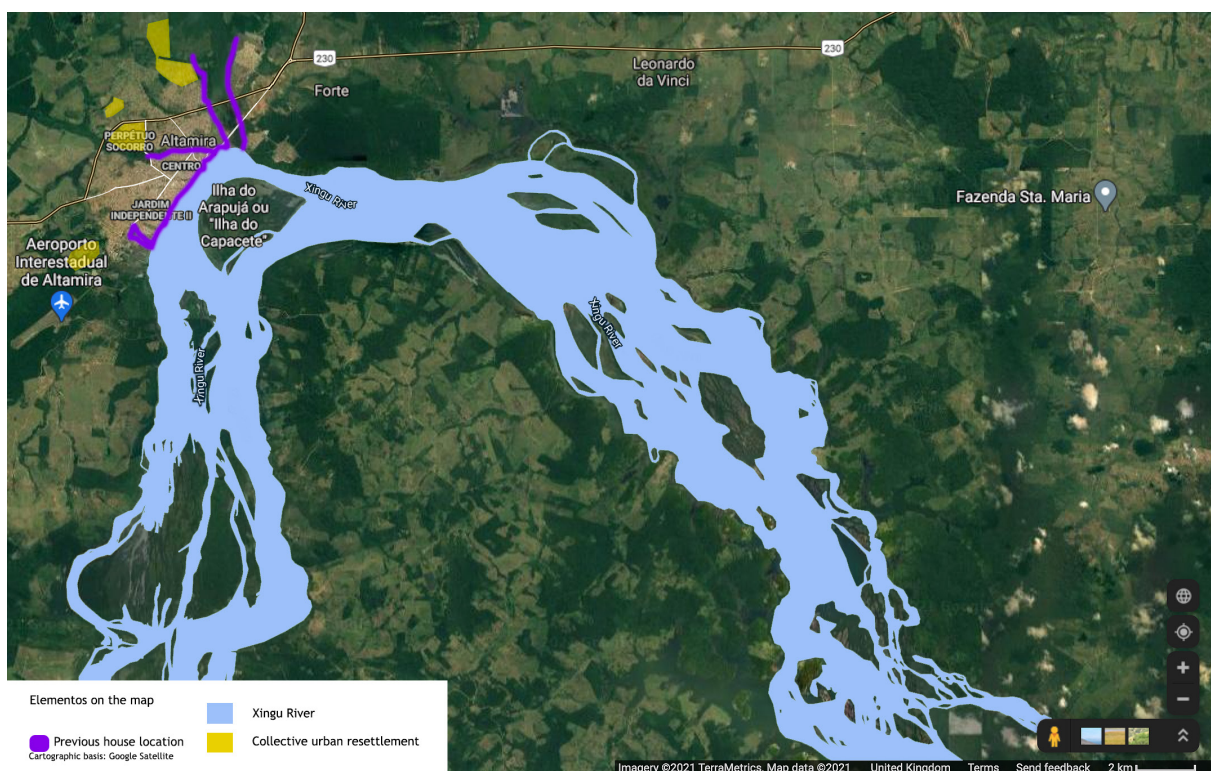 230
230
Leonardo
da Vinci
Forte
PERPÉTUO
SOCORRO
Altamira
CENTRO
JARDIM
INDEPENDENTE II
Ilha do
Arapujá ou
"Ilha do
Capacete"
Xingu River
Fazenda Sta. Maria
Aeroporto
Interestadual
de Altamira
Xingu River
Xingu River
Elementos on the map
Xingu River
Previous house location
Collective urban resettlement
Cartographic basis: Google Satellite
Imagery ©2021 TerraMetrics, Map data ©2021 United Kingdom Terms Send feedback 2 km